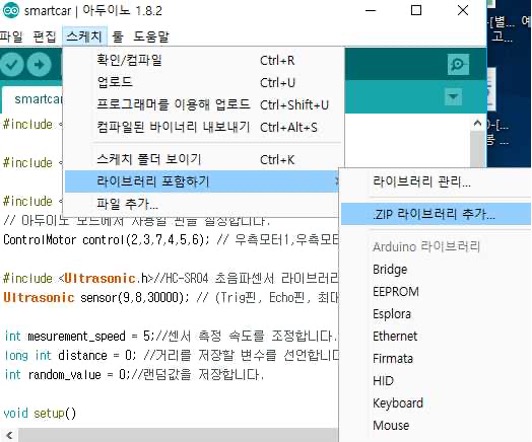 smartcar | 아두이노 1.8.2
파일 편집 스케치 툴 도움말
확인/컴파일 Ctrl+R
업로드 Ctrl+U
프로그래머를 이용해 업로드 Ctrl+Shift+U
컴파일된 바이너리 내보내기 Ctrl+Alt+S
스케치 폴더 보이기 Ctrl+K
라이브러리 포함하기
파일 추가...
라이브러리 관리...
.ZIP 라이브러리 추가...
Arduino 라이브러리
Bridge
EEPROM
Esplora
Ethernet
Firmata
HID
Keyboard
Mouse
smartcar
#include <
#include <
#include <
// 아두이노 모드에서 사용할 핀을 설정합니다.
ControlMotor control(2,3,7,4,5,6); // 우측모터1,우측모터
#include <Ultrasonic.h>//HC-SR04 초음파센서 라이브러리
Ultrasonic sensor(9,8,30000); // (Trig핀, Echo핀, 최대
int mesurement_speed = 5;//센서 측정 속도를 조정합니다.
long int distance = 0; //거리를 저장할 변수를 선언합니다
int random_value = 0;//랜덤값을 저장합니다.
void setup()